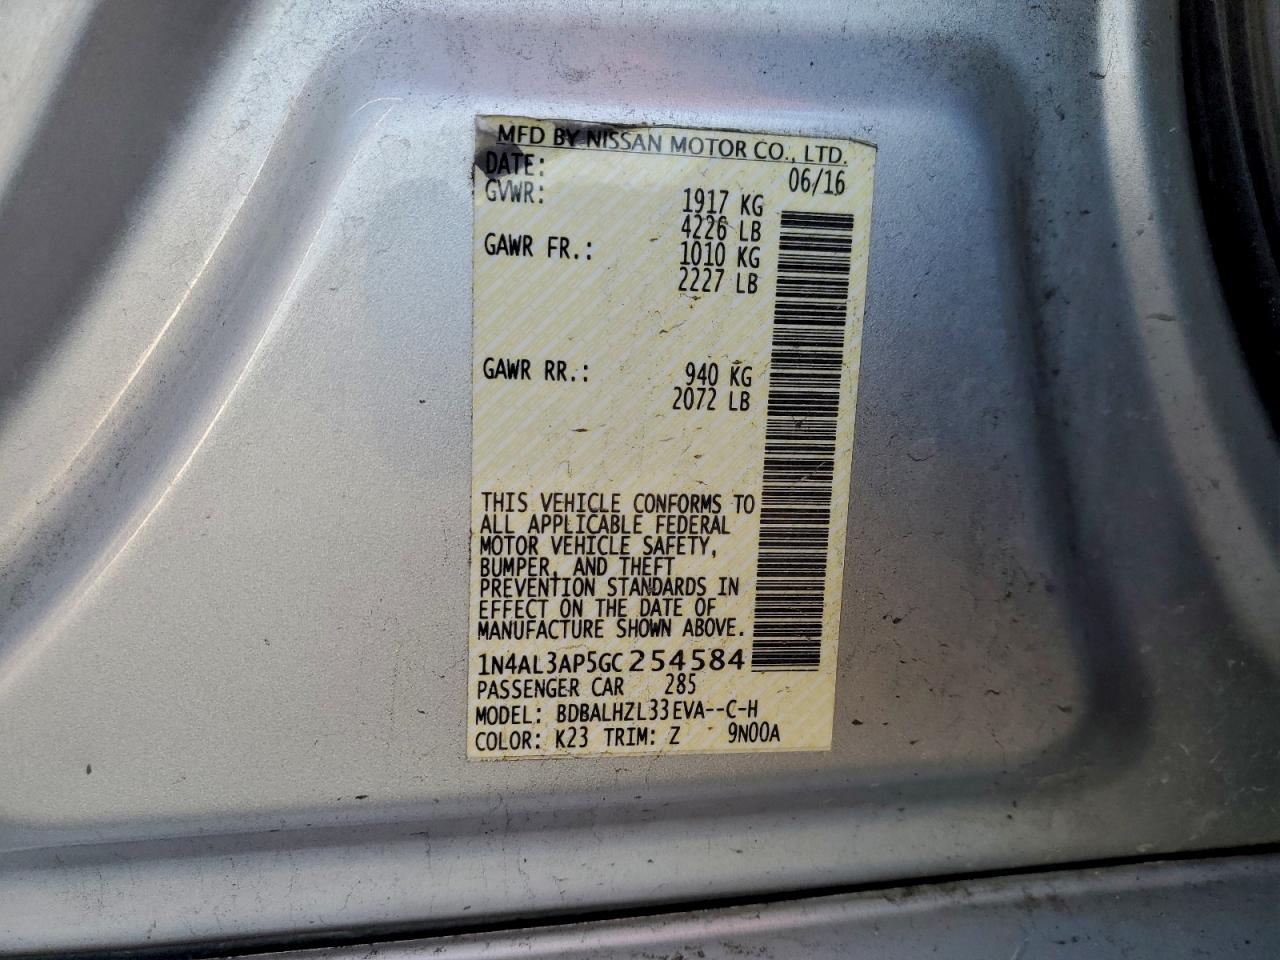 MFD BY NISSAN MOTOR CO., LTD.
DATE: 06/16
GVWR: 1917 KG
4226 LB
GAWR FR.: 1010 KG
2227 LB
GAWR RR.: 940 KG
2072 LB
THIS VEHICLE CONFORMS TO
ALL APPLICABLE FEDERAL
MOTOR VEHICLE SAFETY,
BUMPER, AND THEFT
PREVENTION STANDARDS IN
EFFECT ON THE DATE OF
MANUFACTURE SHOWN ABOVE.
1N4AL3AP5GC254584
PASSENGER CAR 285
MODEL: BDBALHZL33EVA--C-H
COLOR: K23 TRIM: Z 9N00A